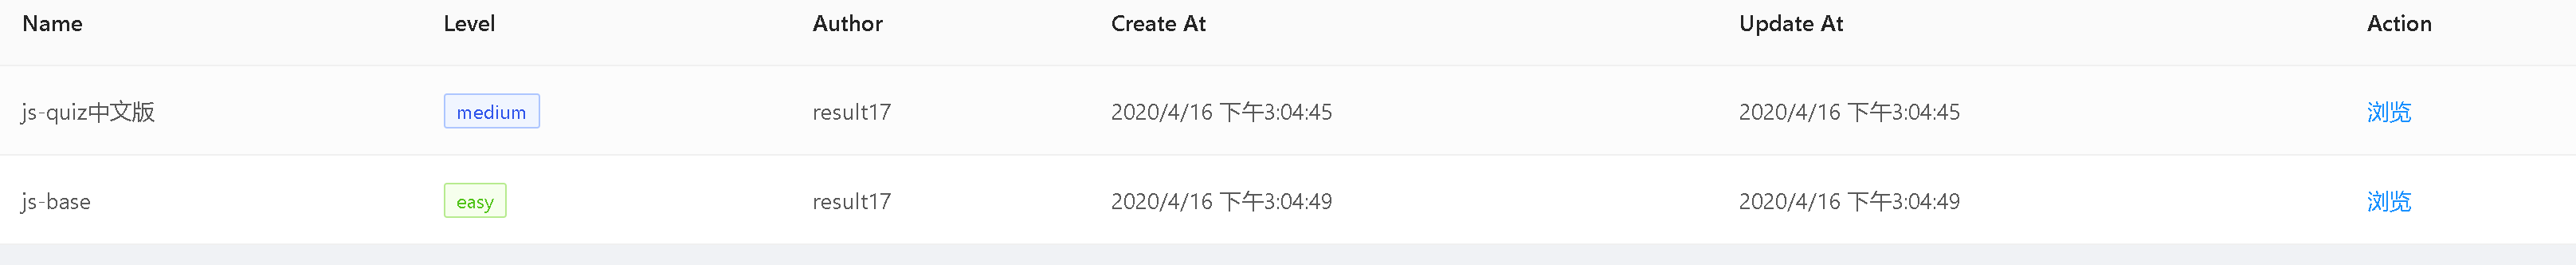 Name Level Author Create At Update At Action
js-quiz中文版 medium result17 2020/4/16 下午3:04:45 2020/4/16 下午3:04:45 浏览
js-base easy result17 2020/4/16 下午3:04:49 2020/4/16 下午3:04:49 浏览